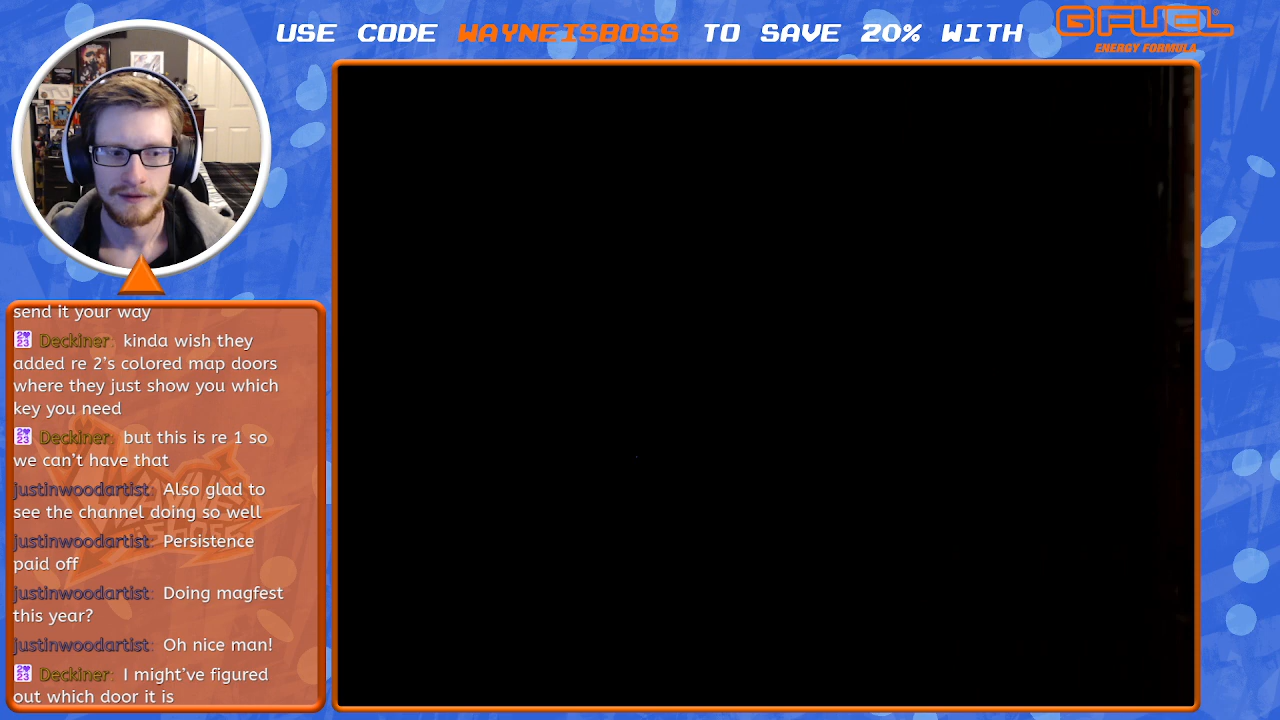 USE CODE WAYNEISBOSS TO SAVE 20% WITH
G FUEL®
ENERGY FORMULA
send it your way
Deckiner: kinda wish they
added re 2's colored map doors
where they just show you which
key you need
Deckiner: but this is re 1 so
we can't have that
justinwoodartist: Also glad to
see the channel doing so well
justinwoodartist: Persistence
paid off
justinwoodartist: Doing magfest
this year?
justinwoodartist: Oh nice man!
Deckiner: I might've figured
out which door it is